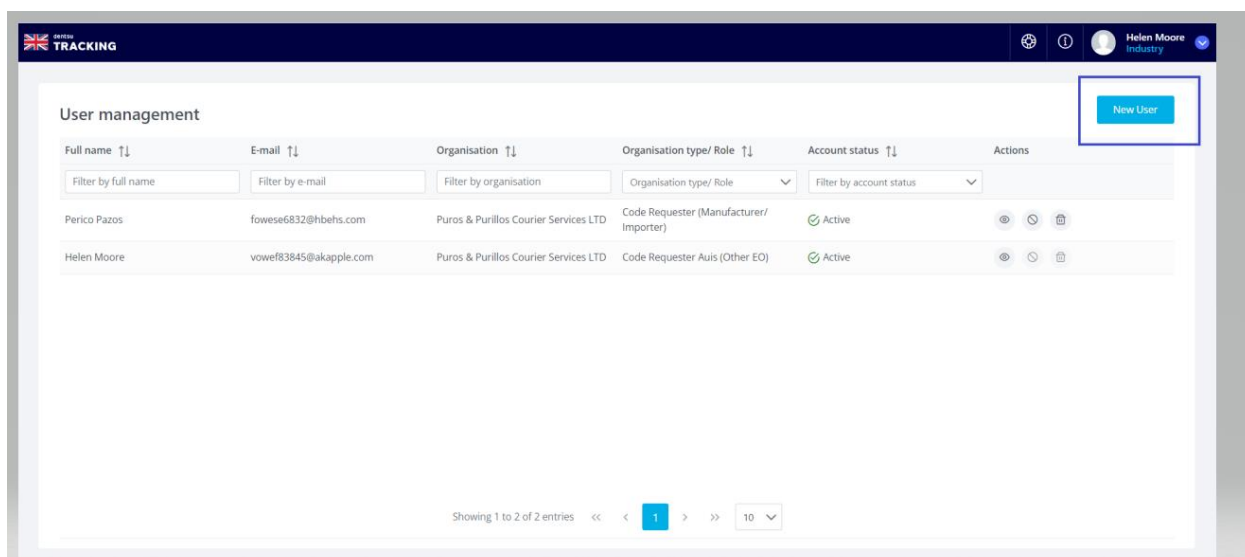 dentsu
TRACKING
Helen Moore
Industry
User management
New User
Full name
E-mail
Organisation
Organisation type/ Role
Account status
Actions
Filter by full name
Filter by e-mail
Filter by organisation
Organisation type/ Role
Filter by account status
Perico Pazos
fowese6832@hbehs.com
Puros & Purillos Courier Services LTD
Code Requester (Manufacturer/
Importer)
Active
Helen Moore
vowef83845@akapple.com
Puros & Purillos Courier Services LTD
Code Requester Auis (Other EO)
Active
Showing 1 to 2 of 2 entries << < 1 > >> 10